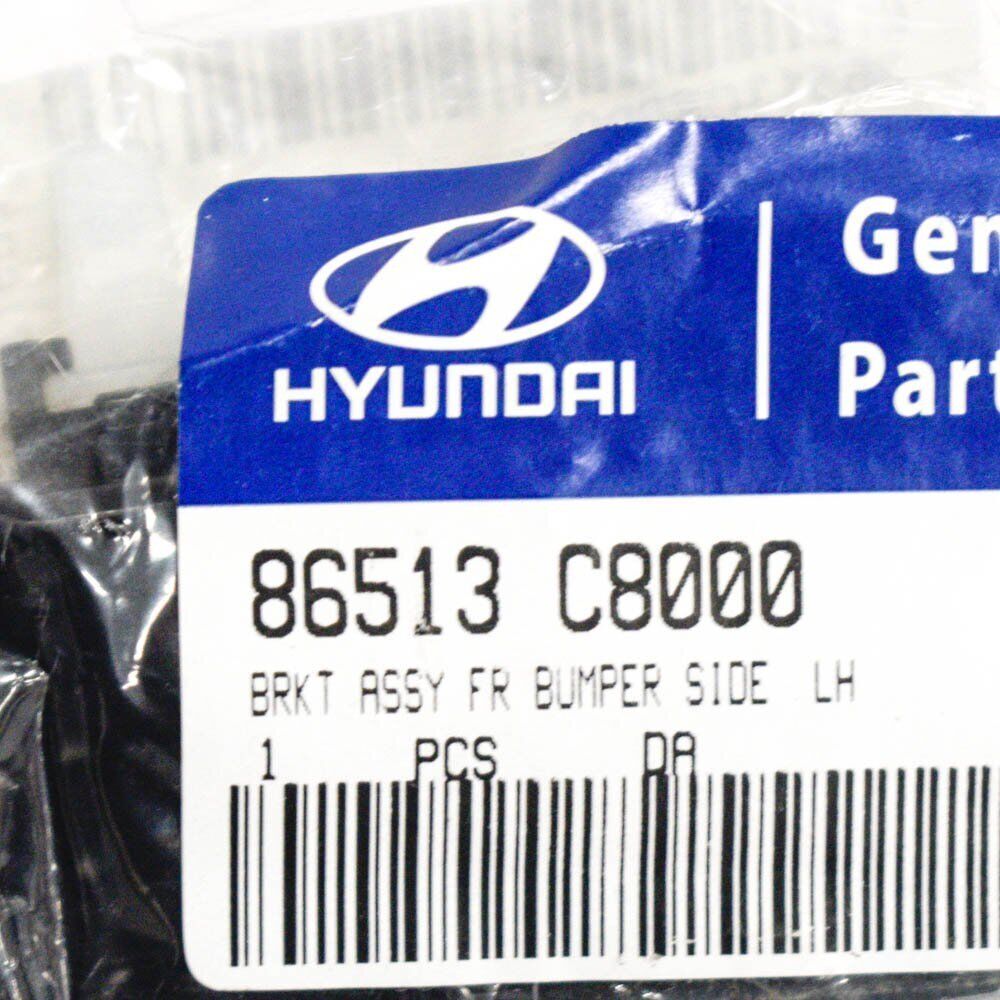 HYUNDAI
Gen
Part
86513 C8000
BRKT ASSY FR BUMPER SIDE LH
1 PCS DA